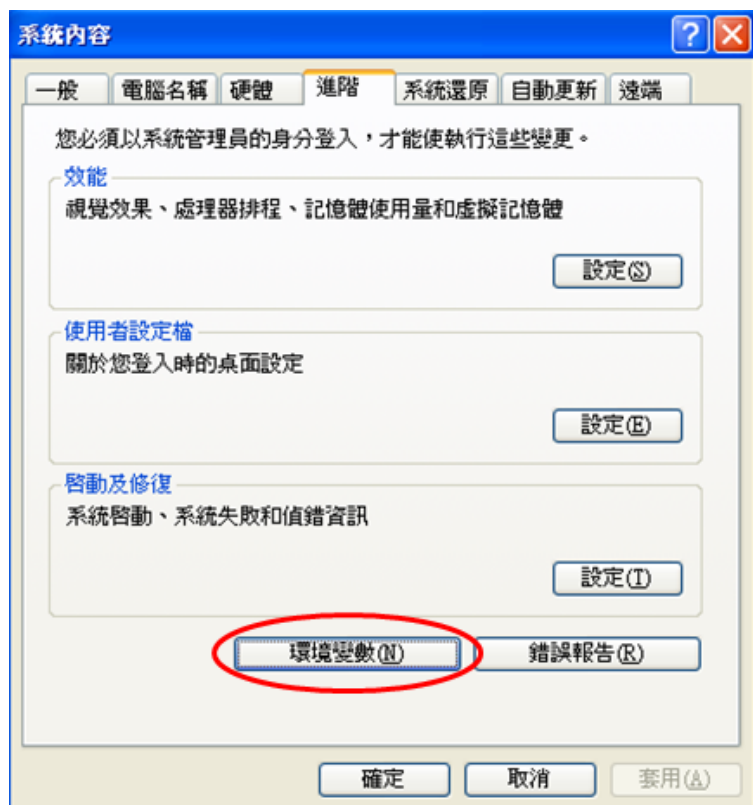 系統內容
一般 電腦名稱 硬體 進階 系統還原 自動更新 遠端
您必須以系統管理員的身分登入，才能使執行這些變更。
效能
視覺效果、處理器排程、記憶體使用量和虛擬記憶體
設定(S)
使用者設定檔
關於您登入時的桌面設定
設定(E)
啟動及修復
系統啟動、系統失敗和偵錯資訊
設定(T)
環境變數(N) 錯誤報告(R)
確定 取消 套用(A)